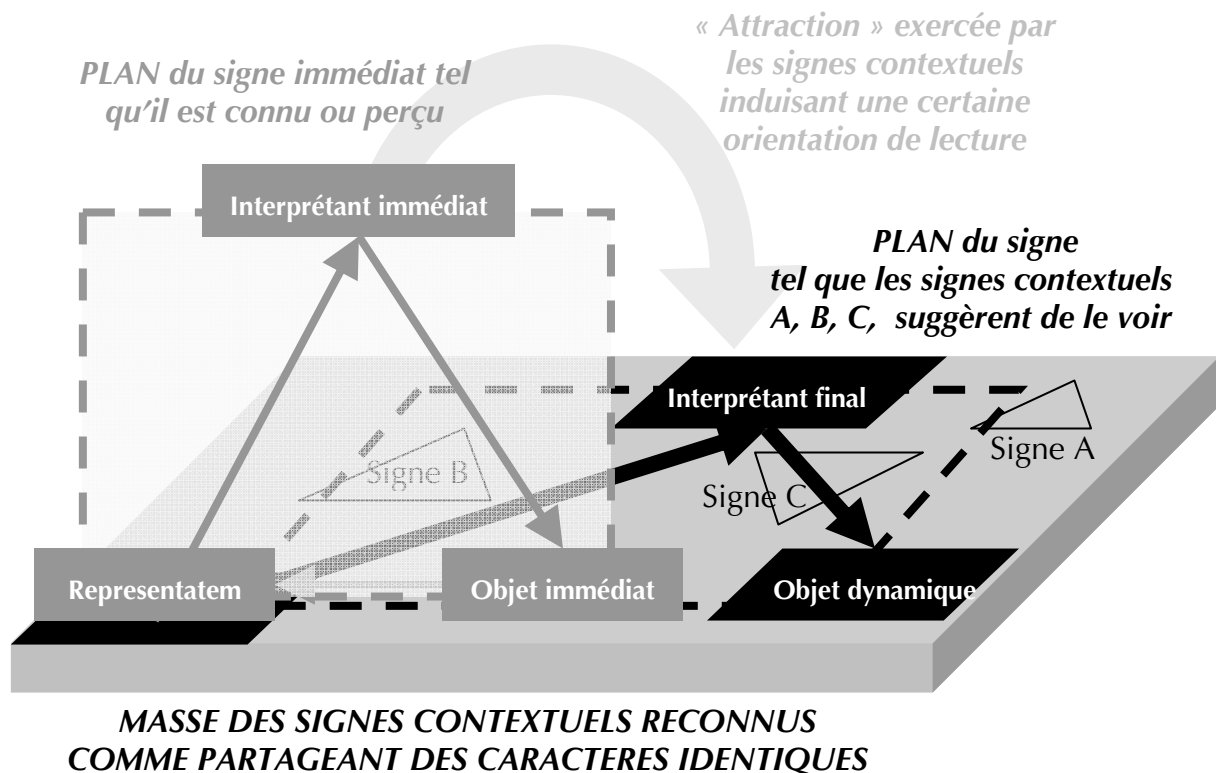 « Attraction » exercée par
les signes contextuels
induisant une certaine
orientation de lecture
PLAN du signe immédiat tel
qu'il est connu ou perçu
Interprétant immédiat
PLAN du signe
tel que les signes contextuels
A, B, C, suggèrent de le voir
Interprétant final
Signe A
Signe B
Signe C
Representatem
Objet immédiat
Objet dynamique
MASSE DES SIGNES CONTEXTUELS RECONNUS
COMME PARTAGEANT DES CARACTERES IDENTIQUES